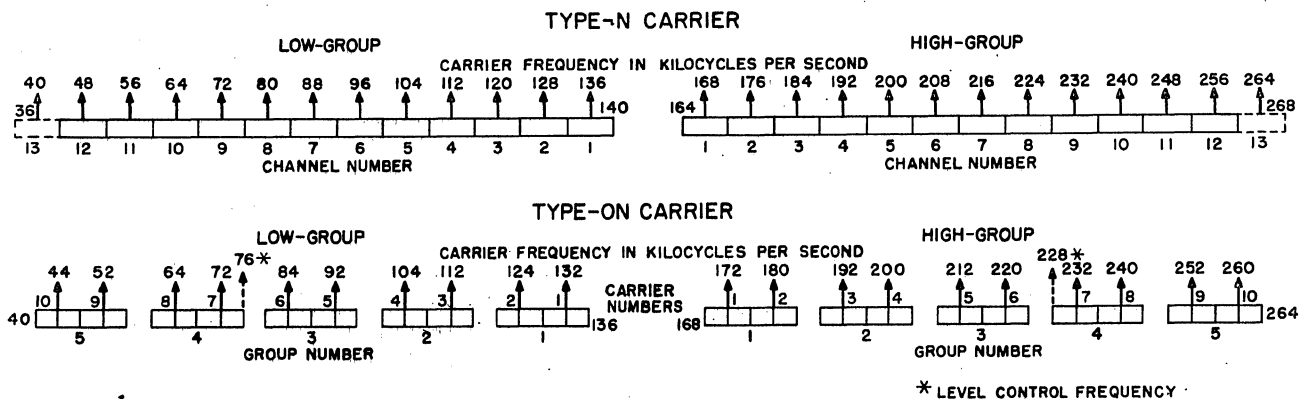 TYPE-N CARRIER
LOW-GROUP
HIGH-GROUP
CARRIER FREQUENCY IN KILOCYCLES PER SECOND
40 48 56 64 72 80 88 96 104 112 120 128 136
168 176 184 192 200 208 216 224 232 240 248 256 264
36 140 164 268
13 12 11 10 9 8 7 6 5 4 3 2 1
1 2 3 4 5 6 7 8 9 10 11 12 13
CHANNEL NUMBER
CHANNEL NUMBER
TYPE-ON CARRIER
LOW-GROUP
HIGH-GROUP
CARRIER FREQUENCY IN KILOCYCLES PER SECOND
44 52 64 72 76* 84 92 104 112 124 132
172 180 192 200 212 220 228* 232 240 252 260
10 9 8 7 6 5 4 3 2 1
CARRIER NUMBERS
1 2 3 4 5 6 7 8 9 10
40 136 168 264
5 4 3 2 1
1 2 3 4 5
GROUP NUMBER
GROUP NUMBER
* LEVEL CONTROL FREQUENCY